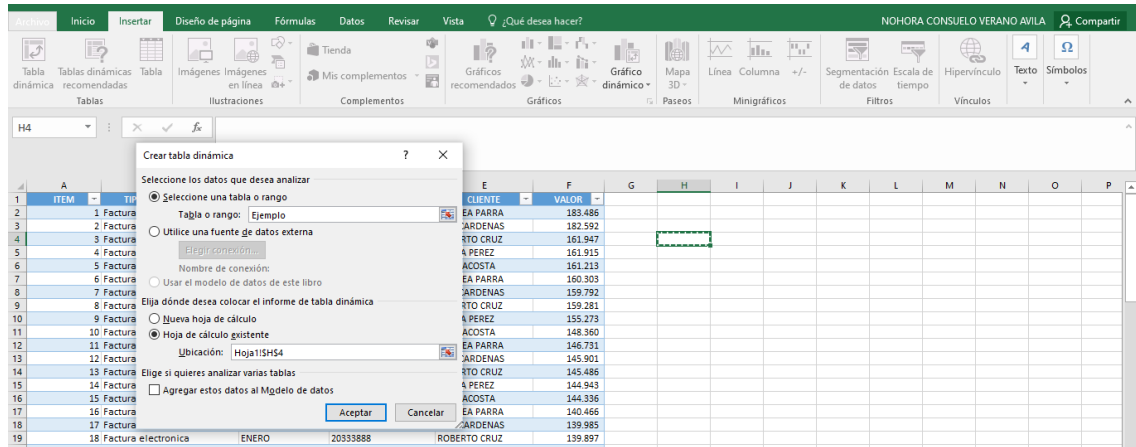 Archivo Inicio Insertar Diseño de página Fórmulas Datos Revisar Vista ¿Qué desea hacer? NOHORA CONSUELO VERANO AVILA Compartir
Tabla dinámica Tablas dinámicas recomendadas Tabla Imágenes Imágenes en línea Tienda Mis complementos Gráficos recomendados Gráfico dinámico Mapa 3D Línea Columna +/- Segmentación de datos Escala de tiempo Hipervínculo Texto Símbolos
Tablas Ilustraciones Complementos Gráficos Paseos Minigráficos Filtros Vínculos
H4 fx
Crear tabla dinámica ? X
Seleccione los datos que desea analizar
Seleccione una tabla o rango
Tabla o rango: Ejemplo
Utilice una fuente de datos externa
Elegir conexión...
Nombre de conexión:
Usar el modelo de datos de este libro
Elija dónde desea colocar el informe de tabla dinámica
Nueva hoja de cálculo
Hoja de cálculo existente
Ubicación: Hoja1!$H$4
Elige si quieres analizar varias tablas
Agregar estos datos al Modelo de datos
Aceptar Cancelar
A E F G H I J K L M N O P
1 ITEM TIP CLIENTE VALOR
2 1 Factura EA PARRA 183.486
3 2 Factura CARDENAS 182.592
4 3 Factura RTO CRUZ 161.947
5 4 Factura A PEREZ 161.915
6 5 Factura ACOSTA 161.213
7 6 Factura EA PARRA 160.303
8 7 Factura CARDENAS 159.792
9 8 Factura RTO CRUZ 159.281
10 9 Factura A PEREZ 155.273
11 10 Factura ACOSTA 148.360
12 11 Factura EA PARRA 146.731
13 12 Factura CARDENAS 145.901
14 13 Factura RTO CRUZ 145.486
15 14 Factura A PEREZ 144.943
16 15 Factura ACOSTA 144.336
17 16 Factura EA PARRA 140.466
18 17 Factura CARDENAS 139.985
19 18 Factura electronica ENERO 20333888 ROBERTO CRUZ 139.897